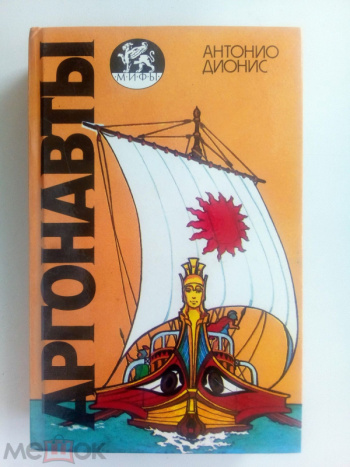 МИФЫ
АНТОНИО
ДИОНИС
АРГОНАВТЫ
Мешок